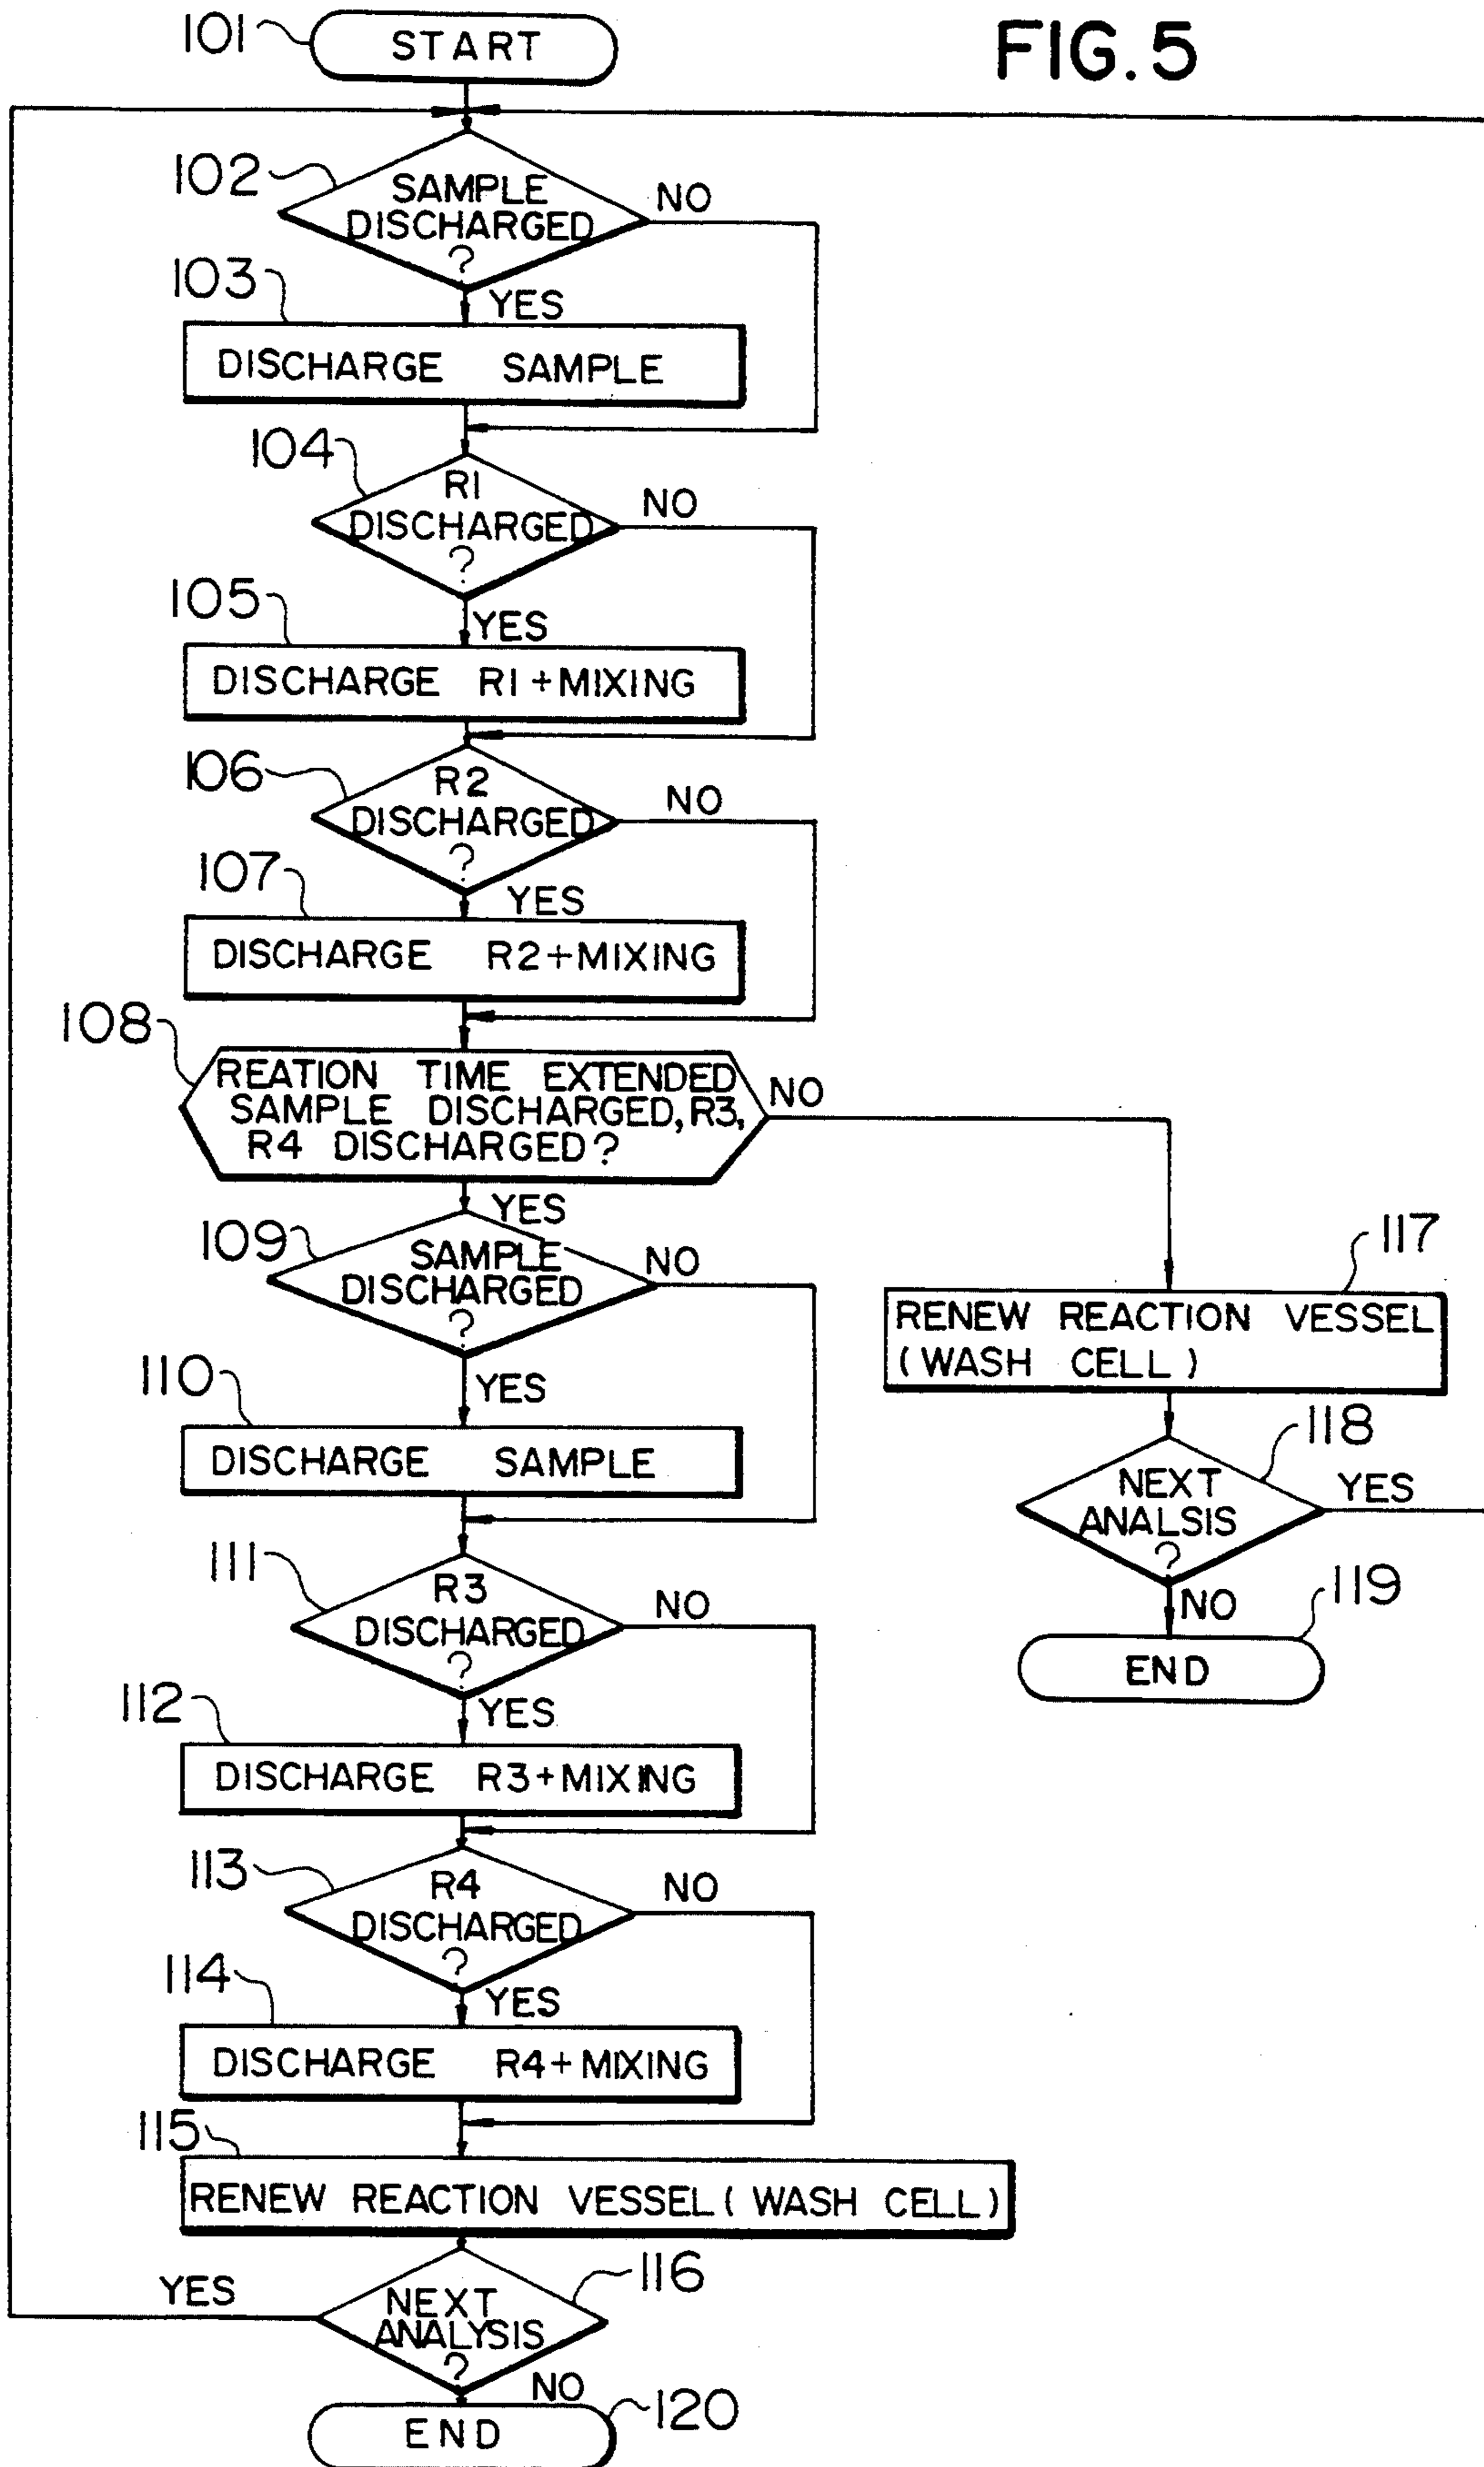 FIG. 5
101
START
102
SAMPLE
DISCHARGED
?
NO
YES
103
DISCHARGE SAMPLE
104
R1
DISCHARGED
?
NO
YES
105
DISCHARGE R1+MIXING
106
R2
DISCHARGED
?
NO
YES
107
DISCHARGE R2+MIXING
108
REATION TIME EXTENDED
SAMPLE DISCHARGED, R3,
R4 DISCHARGED?
NO
YES
109
SAMPLE
DISCHARGED
?
NO
YES
110
DISCHARGE SAMPLE
111
R3
DISCHARGED
?
NO
YES
112
DISCHARGE R3+MIXING
113
R4
DISCHARGED
?
NO
YES
114
DISCHARGE R4+MIXING
115
RENEW REACTION VESSEL (WASH CELL)
116
NEXT
ANALYSIS
?
YES
NO
END
120
117
RENEW REACTION VESSEL
(WASH CELL)
118
NEXT
ANALSIS
?
YES
NO
119
END